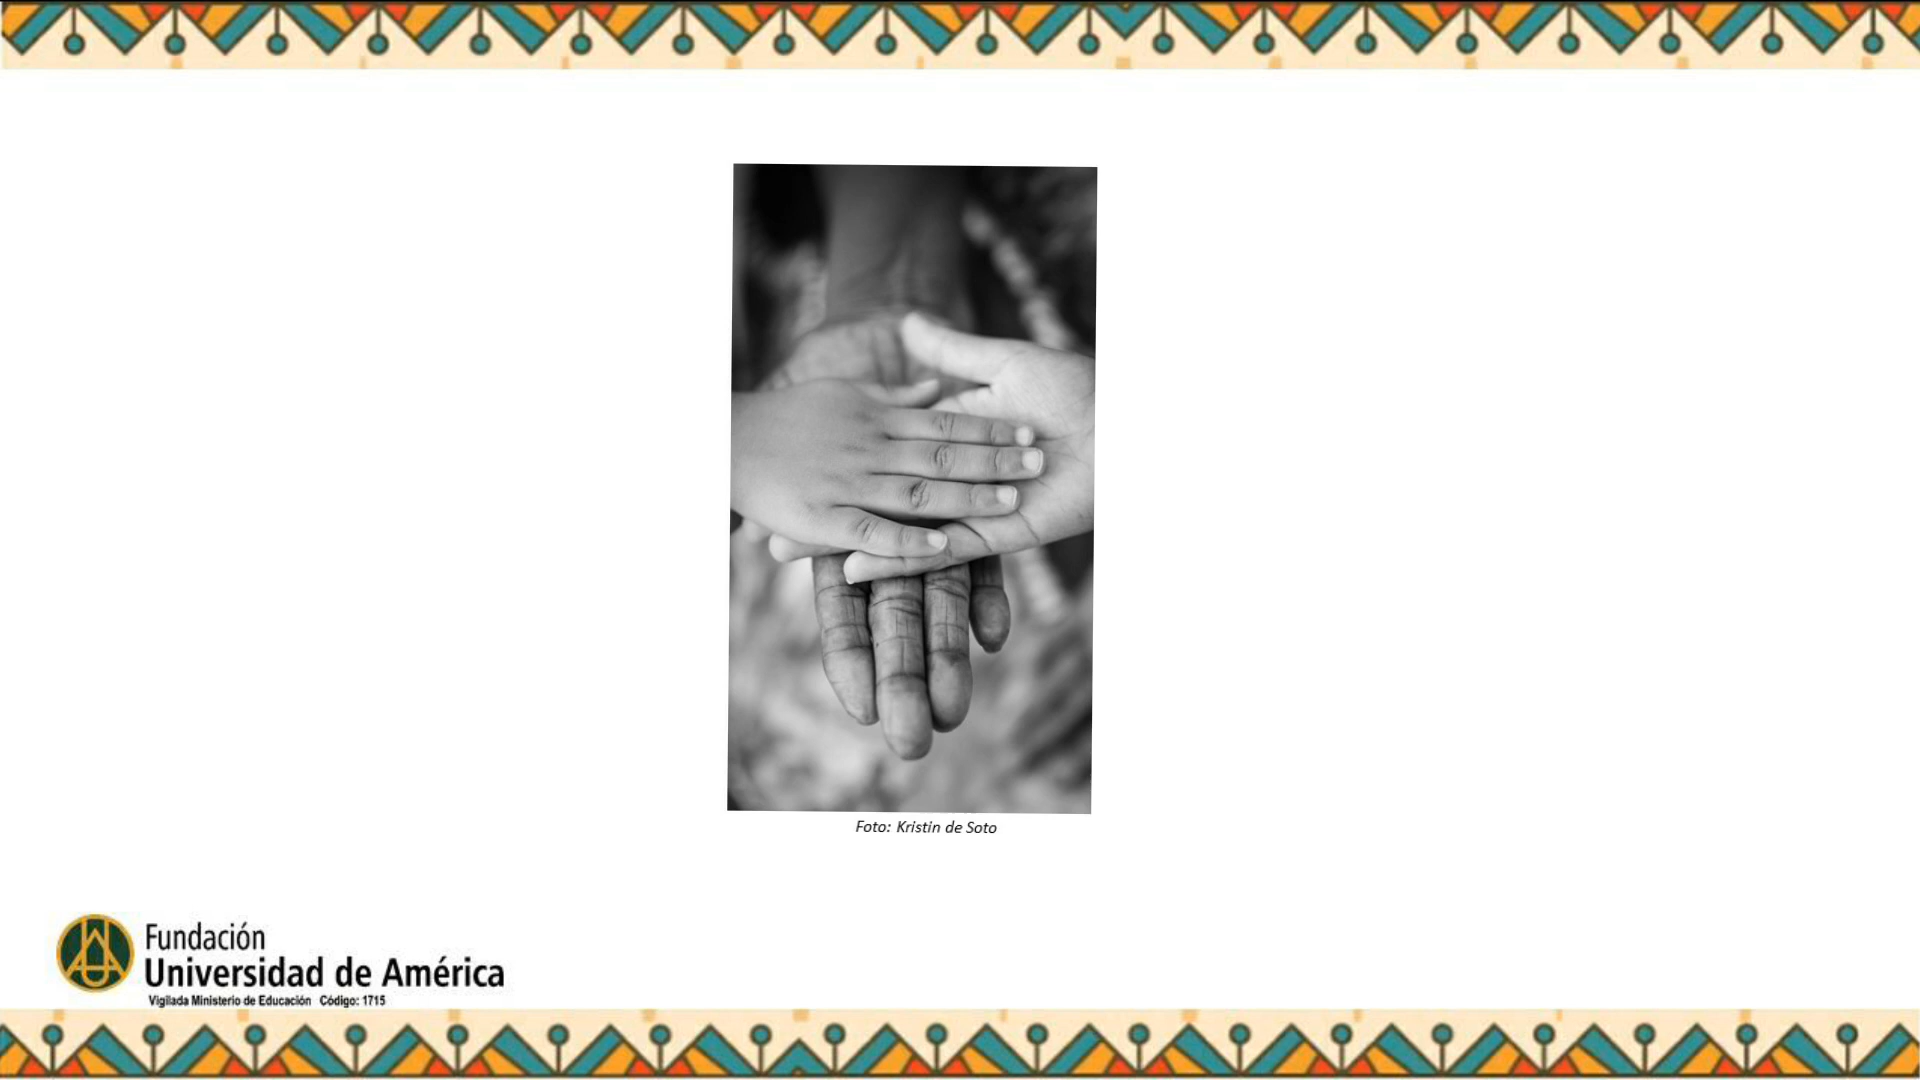 Foto: Kristin de Soto
Fundación
Universidad de América
Vigilada Ministerio de Educación Código: 1715